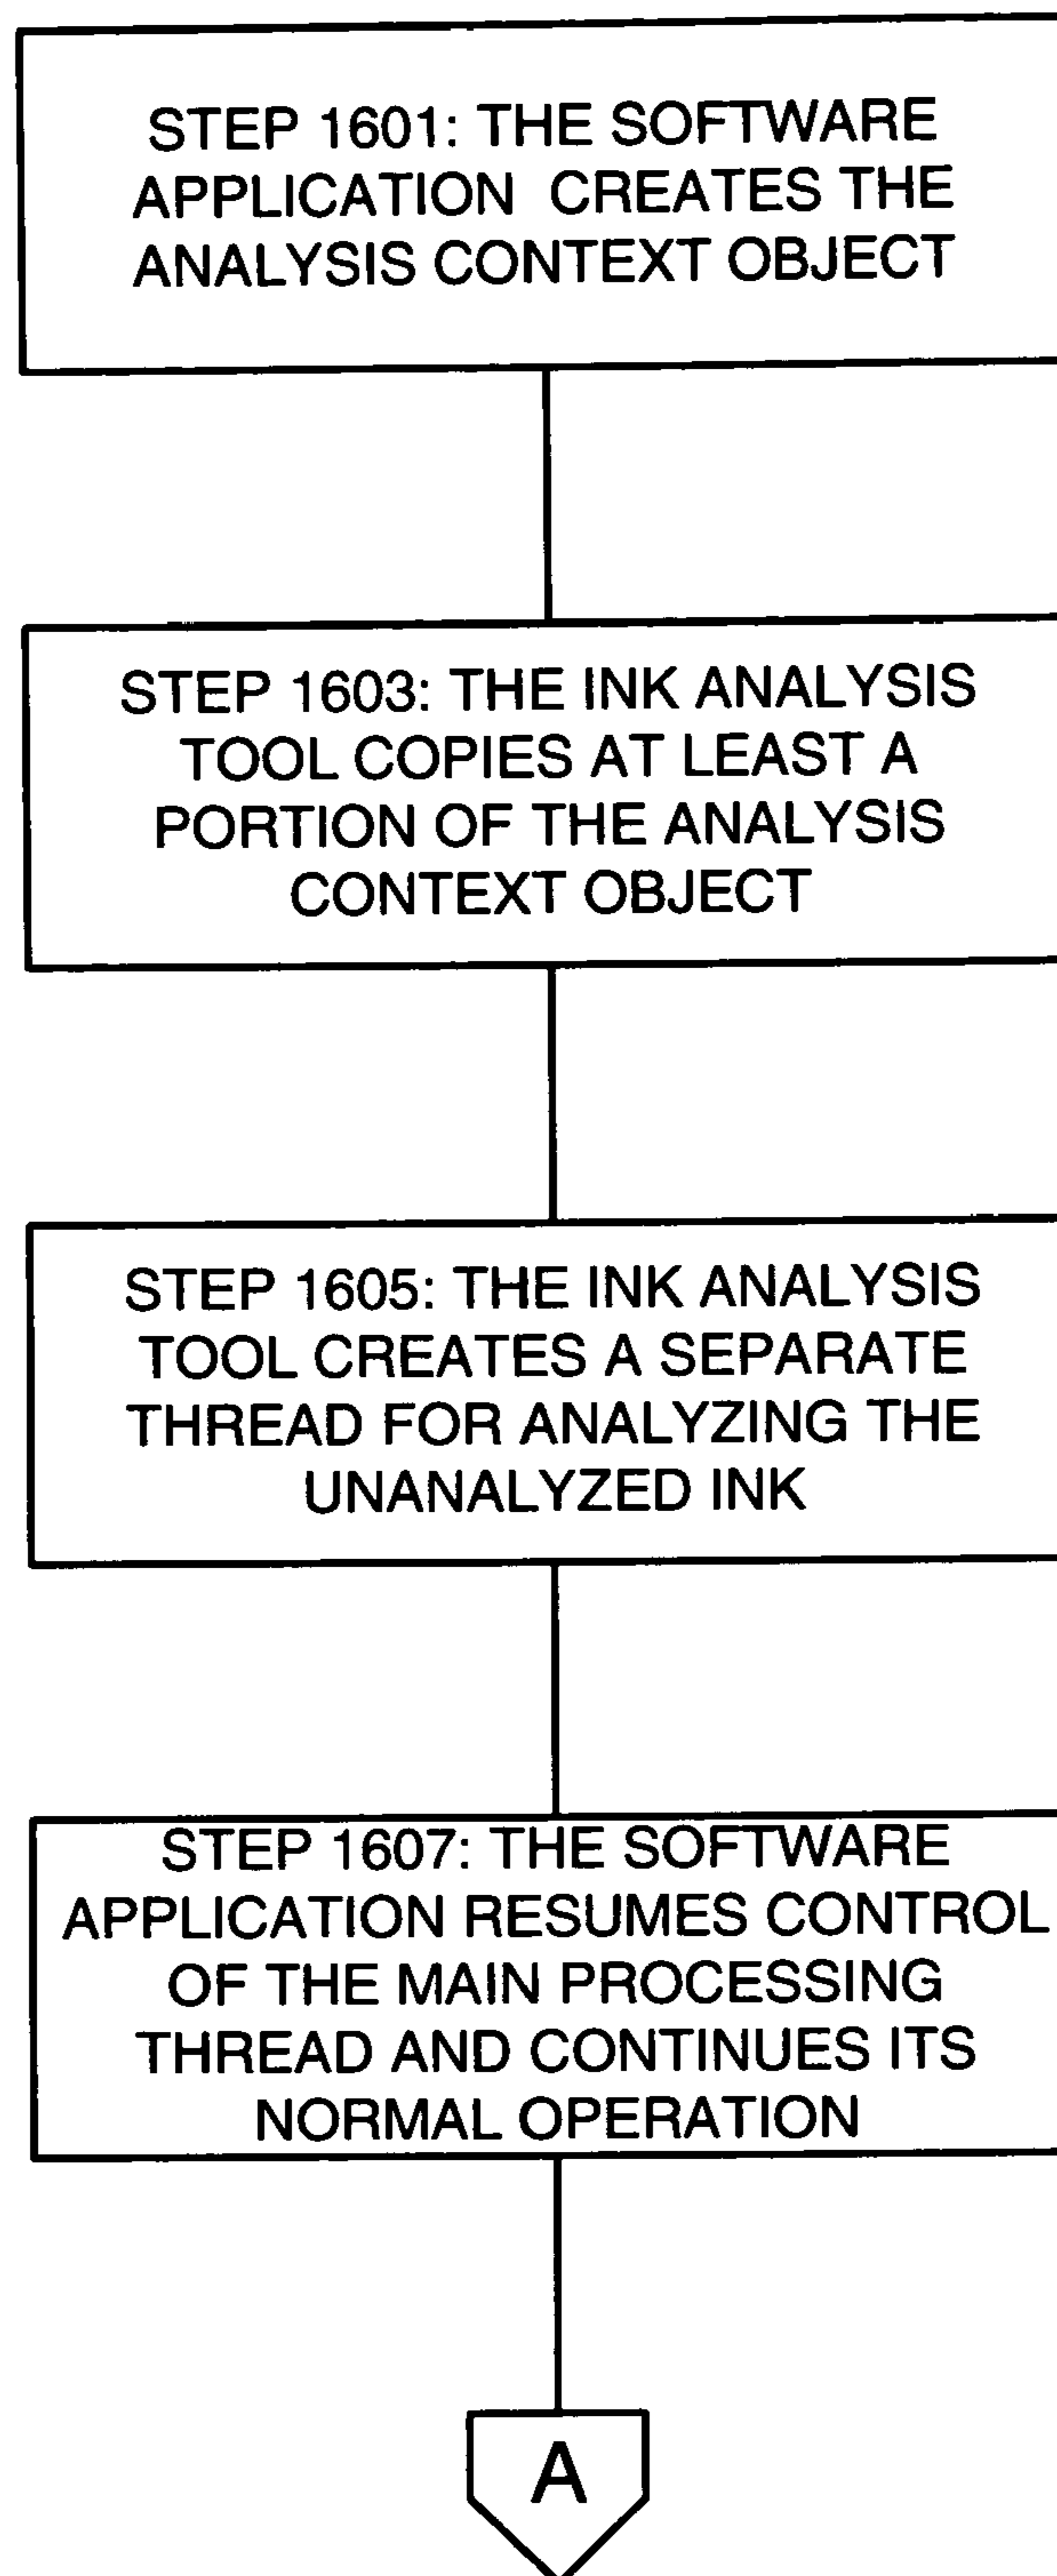 STEP 1601: THE SOFTWARE
APPLICATION CREATES THE
ANALYSIS CONTEXT OBJECT
STEP 1603: THE INK ANALYSIS
TOOL COPIES AT LEAST A
PORTION OF THE ANALYSIS
CONTEXT OBJECT
STEP 1605: THE INK ANALYSIS
TOOL CREATES A SEPARATE
THREAD FOR ANALYZING THE
UNANALYZED INK
STEP 1607: THE SOFTWARE
APPLICATION RESUMES CONTROL
OF THE MAIN PROCESSING
THREAD AND CONTINUES ITS
NORMAL OPERATION
A